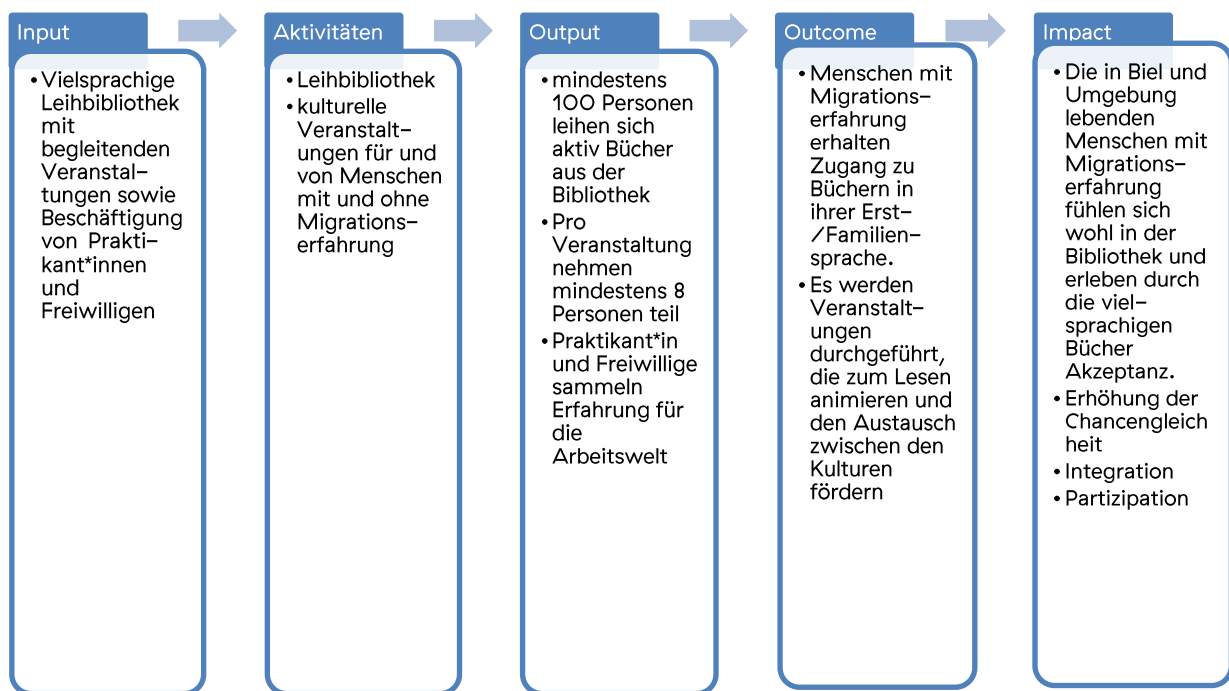 Input
• Vielsprachige
Leihbibliothek
mit
begleitenden
Veranstal–
tungen sowie
Beschäftigung
von Prakti–
kant*innen
und
Freiwilligen
Aktivitäten
• Leihbibliothek
• kulturelle
Veranstalt–
ungen für und
von Menschen
mit und ohne
Migrations–
erfahrung
Output
• mindestens
100 Personen
leihen sich
aktiv Bücher
aus der
Bibliothek
• Pro
Veranstaltung
nehmen
mindestens 8
Personen teil
• Praktikant*in
und Freiwillige
sammeln
Erfahrung für
die
Arbeitswelt
Outcome
• Menschen mit
Migrations–
erfahrung
erhalten
Zugang zu
Büchern in
ihrer Erst–
/Familien–
sprache.
• Es werden
Veranstalt–
ungen
durchgeführt,
die zum Lesen
animieren und
den Austausch
zwischen den
Kulturen
fördern
Impact
• Die in Biel und
Umgebung
lebenden
Menschen mit
Migrations–
erfahrung
fühlen sich
wohl in der
Bibliothek und
erleben durch
die viel–
sprachigen
Bücher
Akzeptanz.
• Erhöhung der
Chancengleich
heit
• Integration
• Partizipation